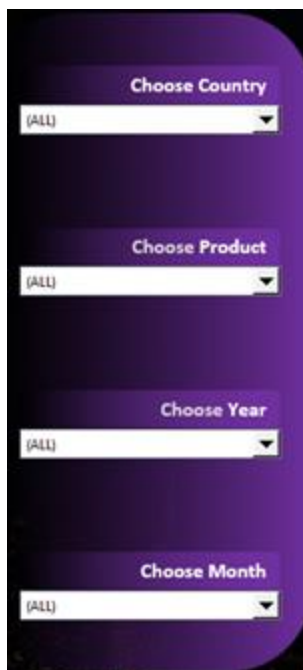 Choose Country
(ALL)
Choose Product
(ALL)
Choose Year
(ALL)
Choose Month
(ALL)